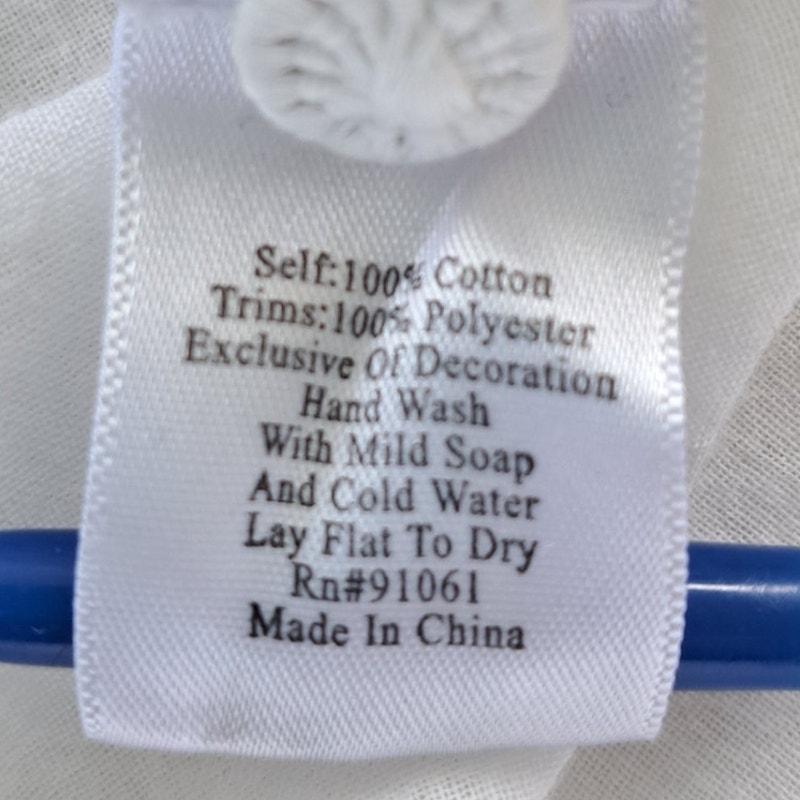 Self:100% Cotton
Trims:100% Polyester
Exclusive Of Decoration
Hand Wash
With Mild Soap
And Cold Water
Lay Flat To Dry
Rn#91061
Made In China